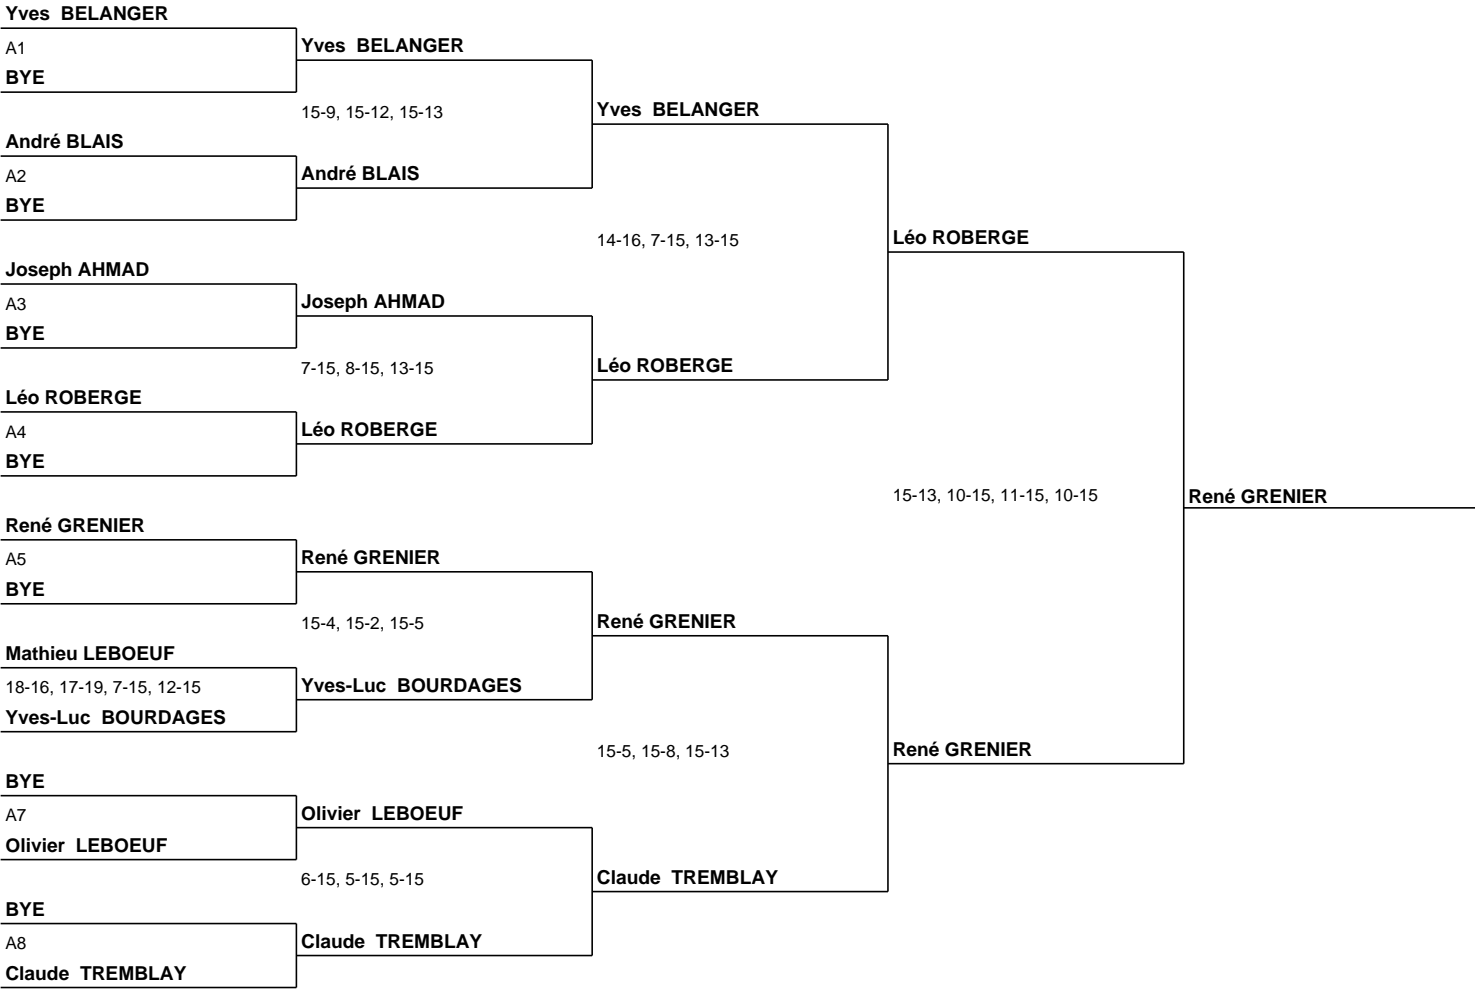 Yves BELANGER
A1
BYE
Yves BELANGER
15-9, 15-12, 15-13
André BLAIS
A2
BYE
André BLAIS
Yves BELANGER
14-16, 7-15, 13-15
Joseph AHMAD
A3
BYE
Joseph AHMAD
7-15, 8-15, 13-15
Léo ROBERGE
A4
BYE
Léo ROBERGE
Léo ROBERGE
Léo ROBERGE
15-13, 10-15, 11-15, 10-15
René GRENIER
René GRENIER
A5
BYE
René GRENIER
15-4, 15-2, 15-5
Mathieu LEBOEUF
18-16, 17-19, 7-15, 12-15
Yves-Luc BOURDAGES
Yves-Luc BOURDAGES
René GRENIER
15-5, 15-8, 15-13
René GRENIER
BYE
A7
Olivier LEBOEUF
Olivier LEBOEUF
6-15, 5-15, 5-15
BYE
A8
Claude TREMBLAY
Claude TREMBLAY
Claude TREMBLAY